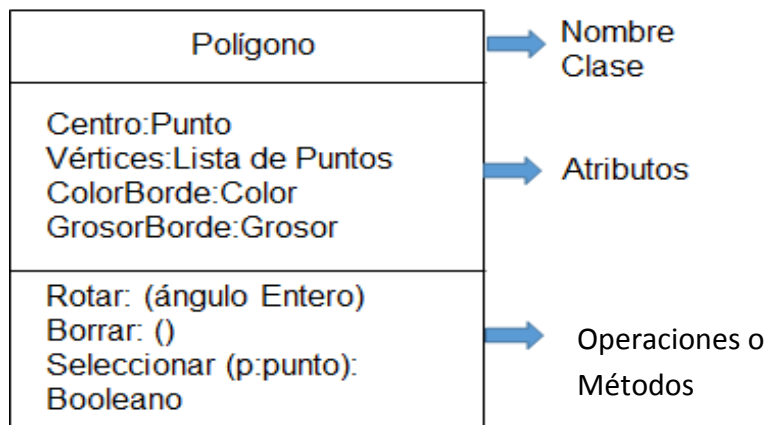 Polígono
Nombre
Clase
Centro:Punto
Vértices:Lista de Puntos
ColorBorde:Color
GrosorBorde:Grosor
Atributos
Rotar: (ángulo Entero)
Borrar: ()
Seleccionar (p:punto):
Booleano
Operaciones o
Métodos